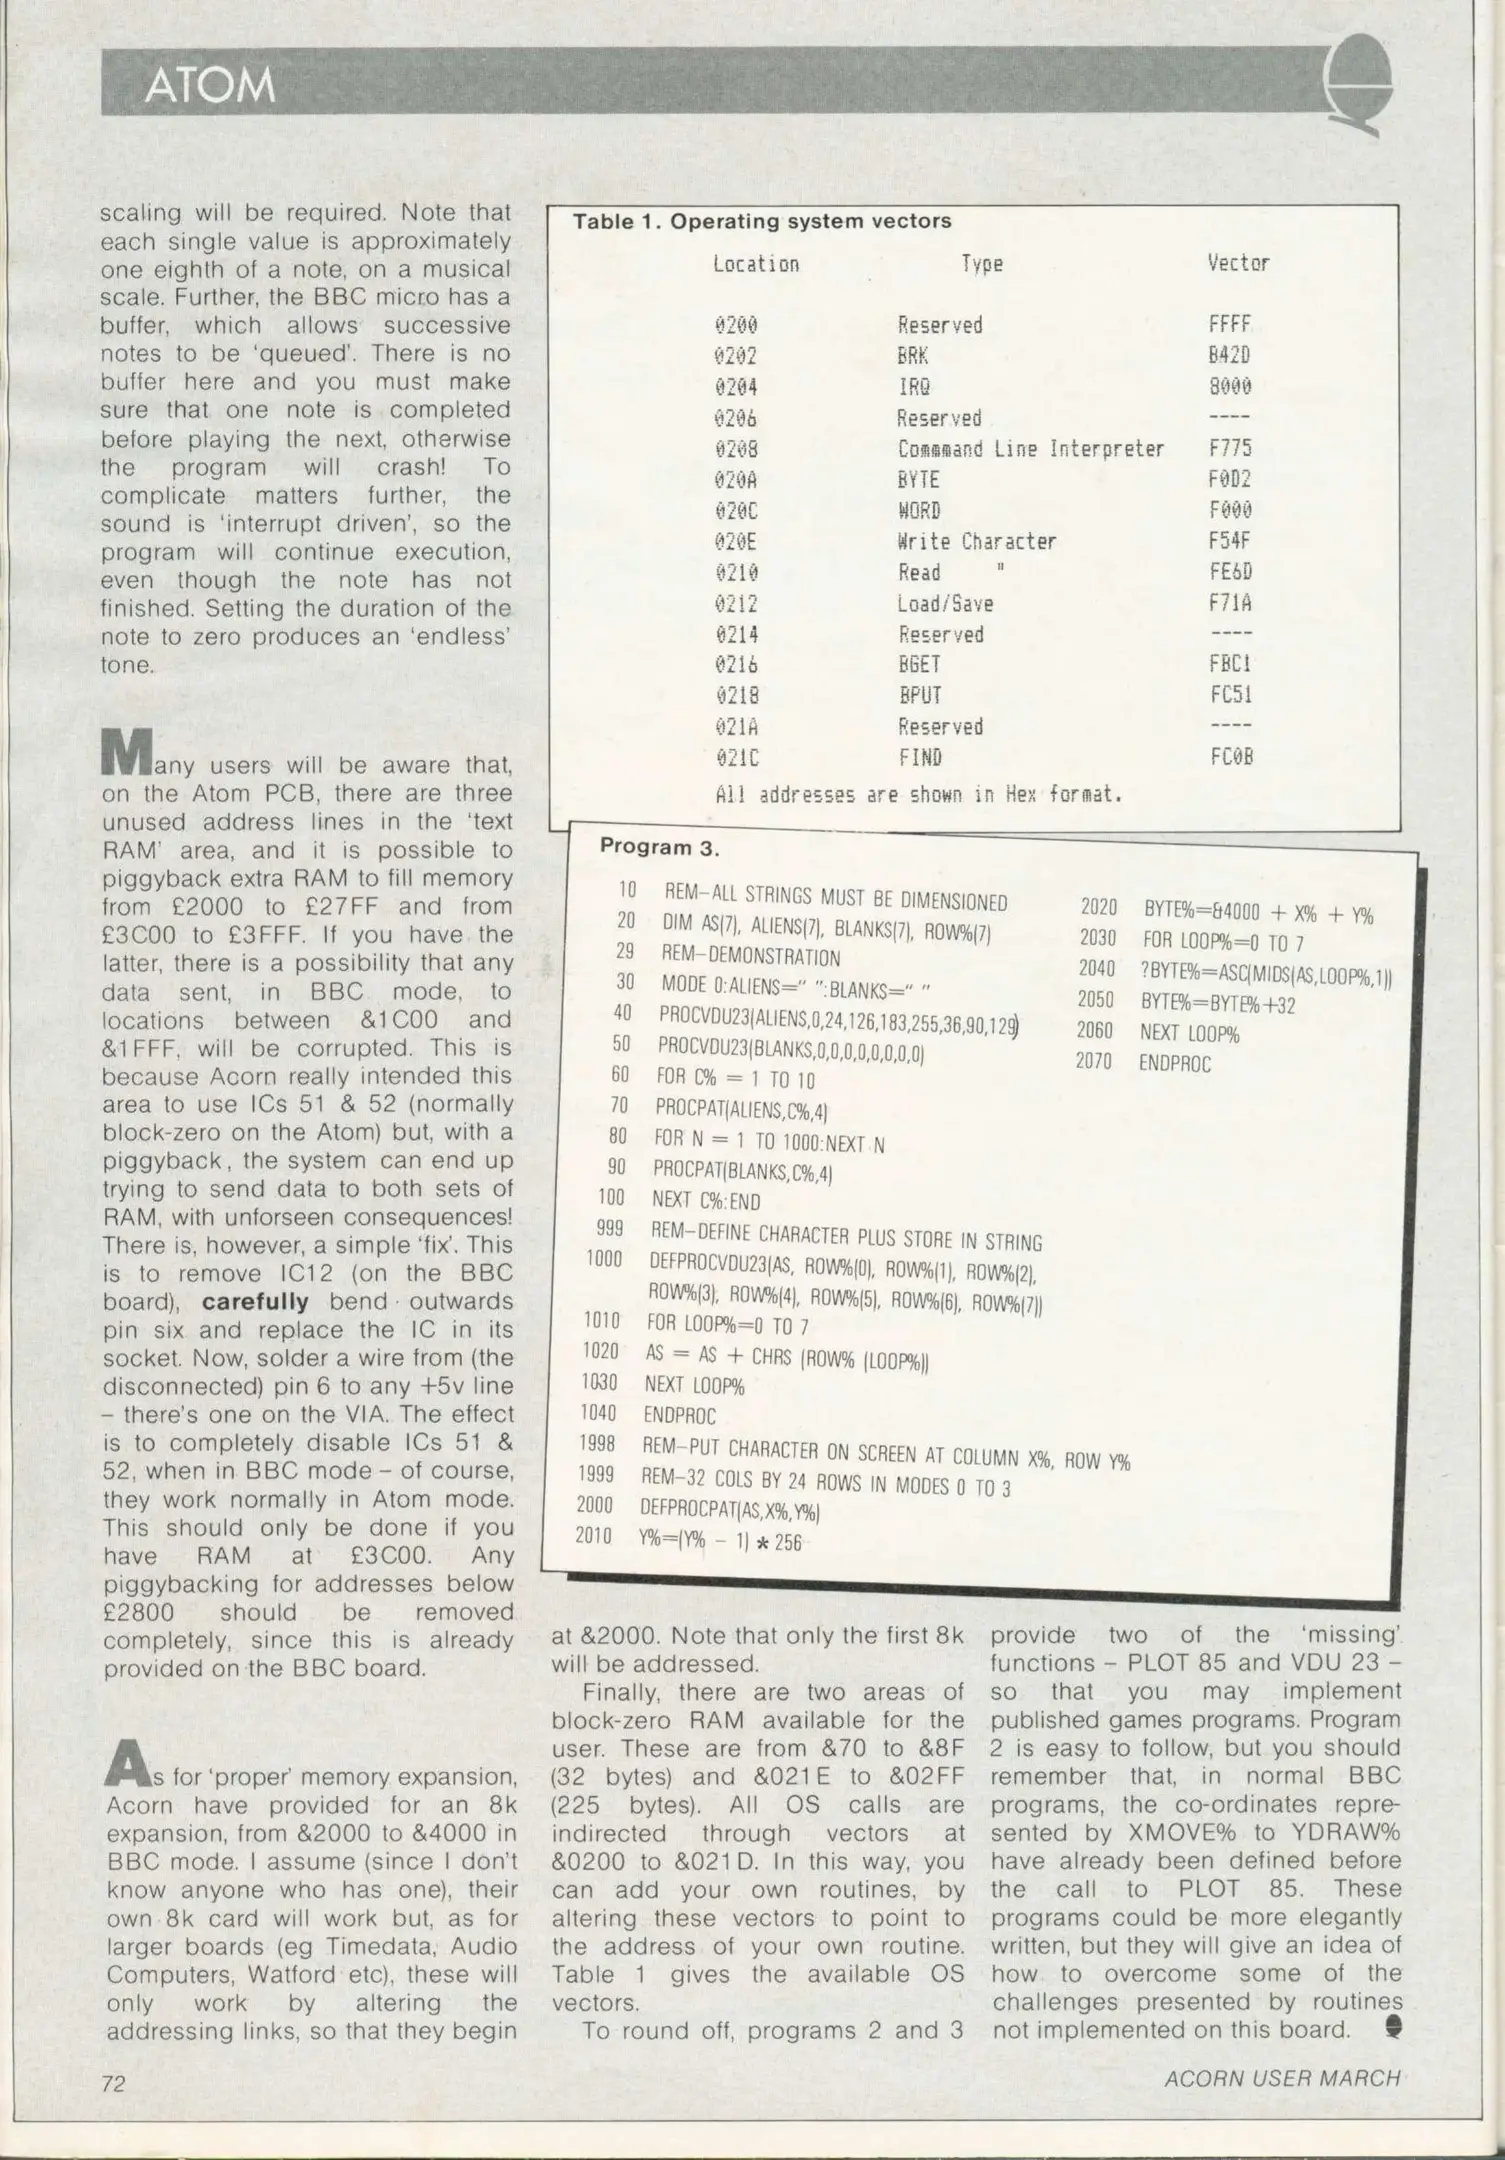 ATOM
scaling will be required. Note that
each single value is approximately
one eighth of a note, on a musical
scale. Further, the BBC micro has a
buffer, which allows successive
notes to be 'queued'. There is no
buffer here and you must make
sure that one note is completed
before playing the next, otherwise
the program will crash! To
complicate matters further, the
sound is 'interrupt driven', so the
program will continue execution,
even though the note has not
finished. Setting the duration of the
note to zero produces an 'endless'
tone.
Many users will be aware that,
on the Atom PCB, there are three
unused address lines in the 'text
RAM' area, and it is possible to
piggyback extra RAM to fill memory
from £2000 to £27FF and from
£3C00 to £3FFF. If you have the
latter, there is a possibility that any
data sent, in BBC mode, to
locations between &1C00 and
&1FFF, will be corrupted. This is
because Acorn really intended this
area to use ICs 51 & 52 (normally
block-zero on the Atom) but, with a
piggyback, the system can end up
trying to send data to both sets of
RAM, with unforseen consequences!
There is, however, a simple 'fix'. This
is to remove IC12 (on the BBC
board), carefully bend outwards
pin six and replace the IC in its
socket. Now, solder a wire from (the
disconnected) pin 6 to any +5v line
– there's one on the VIA. The effect
is to completely disable ICs 51 &
52, when in BBC mode – of course,
they work normally in Atom mode.
This should only be done if you
have RAM at £3C00. Any
piggybacking for addresses below
£2800 should be removed
completely, since this is already
provided on the BBC board.
As for 'proper' memory expansion,
Acorn have provided for an 8k
expansion, from &2000 to &4000 in
BBC mode. I assume (since I don't
know anyone who has one), their
own 8k card will work but, as for
larger boards (eg Timedata, Audio
Computers, Watford etc), these will
only work by altering the
addressing links, so that they begin
Table 1. Operating system vectors
Location Type Vector
0200 Reserved FFFF
0202 BRK B42D
0204 IRQ 8000
0206 Reserved ----
0208 Commmand Line Interpreter F775
020A BYTE F0D2
020C WORD F000
020E Write Character F54F
0210 Read " FE6D
0212 Load/Save F71A
0214 Reserved ----
0216 BGET FBC1
0218 BPUT FC51
021A Reserved ----
021C FIND FC0B
All addresses are shown in Hex format.
Program 3.
10 REM–ALL STRINGS MUST BE DIMENSIONED
20 DIM AS(7), ALIENS(7), BLANKS(7), ROW%(7)
29 REM–DEMONSTRATION
30 MODE 0:ALIENS=" ":BLANKS=" "
40 PROCVDU23(ALIENS,0,24,126,183,255,36,90,129)
50 PROCVDU23(BLANKS,0,0,0,0,0,0,0,0)
60 FOR C% = 1 TO 10
70 PROCPAT(ALIENS,C%,4)
80 FOR N = 1 TO 1000:NEXT N
90 PROCPAT(BLANKS,C%,4)
100 NEXT C%:END
999 REM–DEFINE CHARACTER PLUS STORE IN STRING
1000 DEFPROCVDU23(AS, ROW%(0), ROW%(1), ROW%(2),
ROW%(3), ROW%(4), ROW%(5), ROW%(6), ROW%(7))
1010 FOR LOOP%=0 TO 7
1020 AS = AS + CHRS (ROW% (LOOP%))
1030 NEXT LOOP%
1040 ENDPROC
1998 REM–PUT CHARACTER ON SCREEN AT COLUMN X%, ROW Y%
1999 REM–32 COLS BY 24 ROWS IN MODES 0 TO 3
2000 DEFPROCPAT(AS,X%,Y%)
2010 Y%=(Y% – 1) * 256
2020 BYTE%=&4000 + X% + Y%
2030 FOR LOOP%=0 TO 7
2040 ?BYTE%=ASC(MIDS(AS,LOOP%,1))
2050 BYTE%=BYTE%+32
2060 NEXT LOOP%
2070 ENDPROC
at &2000. Note that only the first 8k
will be addressed.
Finally, there are two areas of
block-zero RAM available for the
user. These are from &70 to &8F
(32 bytes) and &021E to &02FF
(225 bytes). All OS calls are
indirected through vectors at
&0200 to &021D. In this way, you
can add your own routines, by
altering these vectors to point to
the address of your own routine.
Table 1 gives the available OS
vectors.
To round off, programs 2 and 3
provide two of the 'missing'
functions – PLOT 85 and VDU 23 –
so that you may implement
published games programs. Program
2 is easy to follow, but you should
remember that, in normal BBC
programs, the co-ordinates repre-
sented by XMOVE% to YDRAW%
have already been defined before
the call to PLOT 85. These
programs could be more elegantly
written, but they will give an idea of
how to overcome some of the
challenges presented by routines
not implemented on this board.
72
ACORN USER MARCH